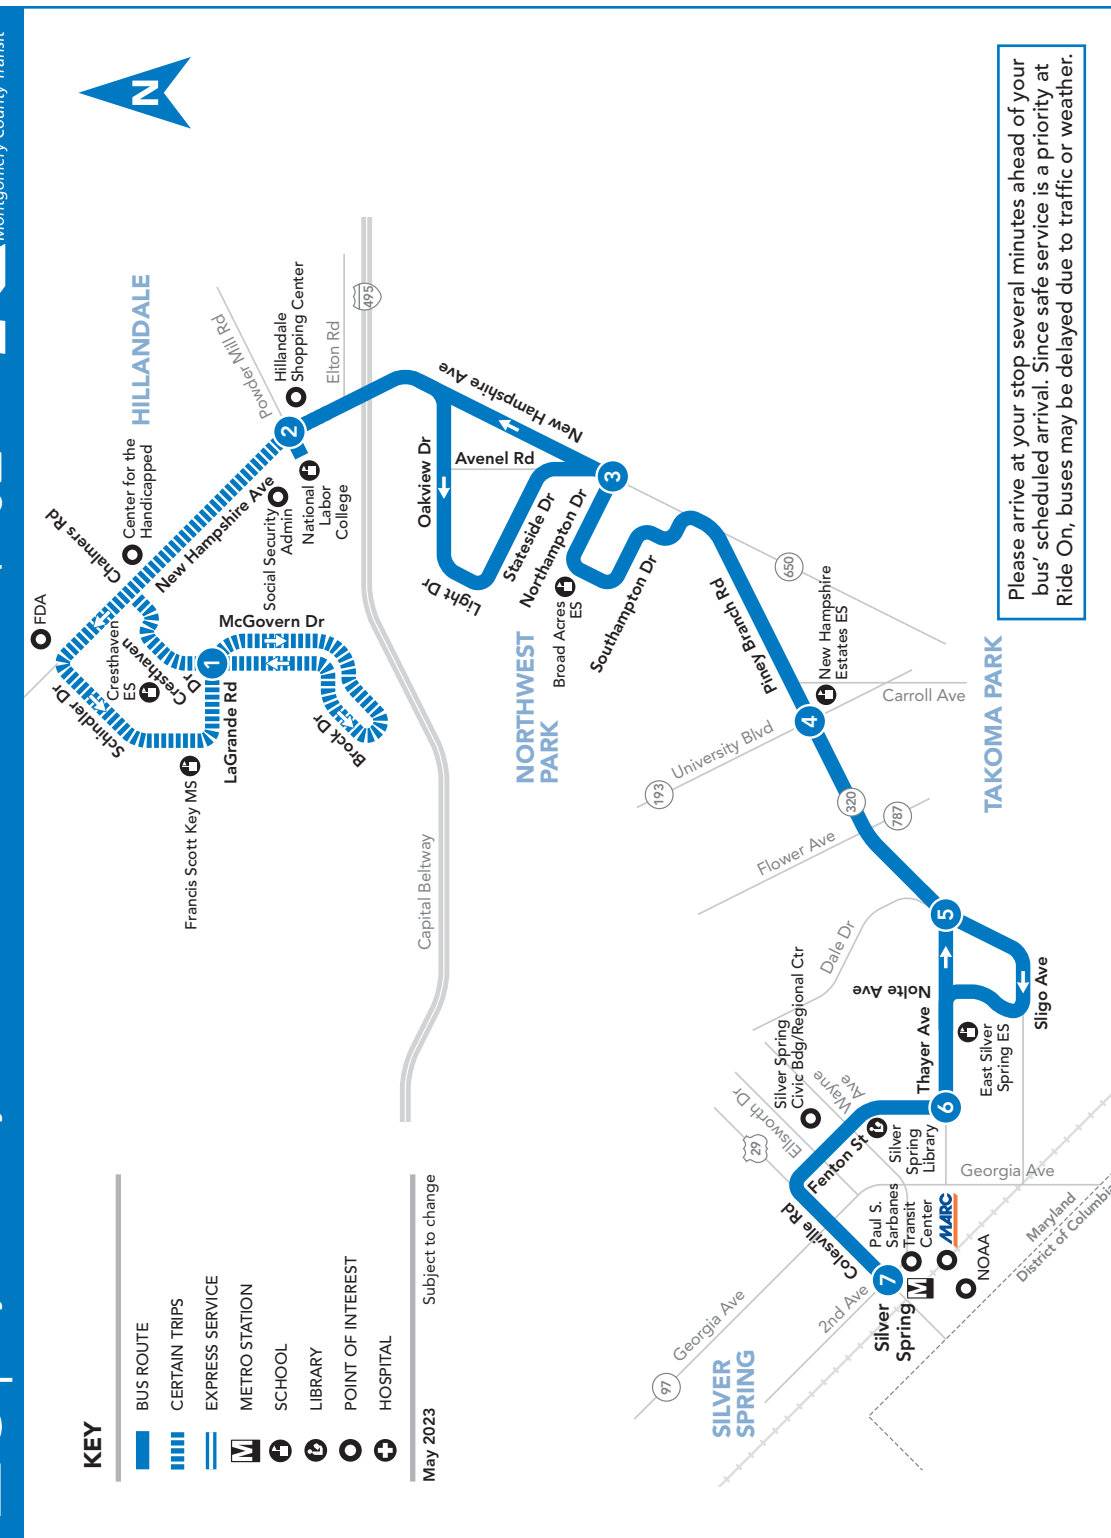 Montgomery County Transit
N
HILLANDALE
Powder Mill Rd
Hillandale
Shopping Center
Elton Rd
495
FDA
Chalmers Rd
Center for the
Handicapped
New Hampshire Ave
Social Security
Admin
National
Labor
College
2
Schindler Dr
Cresthaven
ES
Cresthaven
Dr
McGovern Dr
1
LaGrande Rd
Brock Dr
Francis Scott Key MS
Capital Beltway
New Hampshire Ave
Oakview Dr
Avenel Rd
3
Stateside Dr
Northampton Dr
Light Dr
Broad Acres
ES
Southampton Dr
NORTHWEST
PARK
650
Piney Branch Rd
New Hampshire
Estates ES
4
Carroll Ave
University Blvd
193
TAKOMA PARK
320
787
Flower Ave
5
Dale Dr
Nolte Ave
Sligo Ave
Thayer Ave
East Silver
Spring ES
Silver Spring
Civic Bdg/Regional Ctr
Wayne
Ave
Ellsworth Dr
29
6
Fenton St
Silver
Spring
Library
Georgia Ave
Colesville Rd
Paul S.
Sarbanes
Transit
Center
MARC
NOAA
Maryland
District of Columbia
7
Silver
Spring
M
2nd Ave
Georgia Ave
97
SILVER
SPRING
Please arrive at your stop several minutes ahead of your
bus' scheduled arrival. Since safe service is a priority at
Ride On, buses may be delayed due to traffic or weather.
KEY
BUS ROUTE
CERTAIN TRIPS
EXPRESS SERVICE
M METRO STATION
SCHOOL
LIBRARY
POINT OF INTEREST
HOSPITAL
May 2023
Subject to change